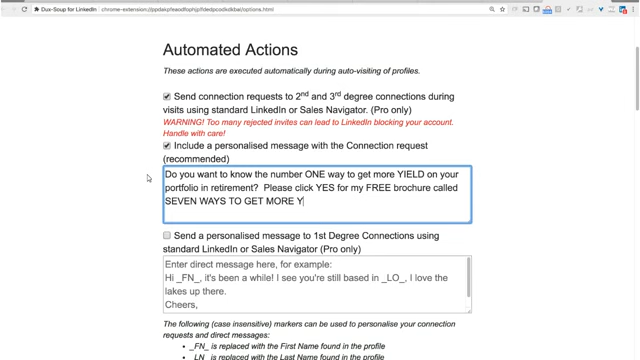 Dux-Soup for LinkedIn
Automated Actions
These actions are executed automatically during auto-visiting of profiles.
Send connection requests to 2nd and 3rd degree connections during
visits using standard LinkedIn or Sales Navigator. (Pro only)
WARNING! Too many rejected invites can lead to LinkedIn blocking your account.
Handle with care!
Include a personalised message with the Connection request
(recommended)
Do you want to know the number ONE way to get more YIELD on your
portfolio in retirement? Please click YES for my FREE brochure called
SEVEN WAYS TO GET MORE Y
Send a personalised message to 1st Degree Connections using
standard LinkedIn or Sales Navigator (Pro only)
Enter direct message here, for example:
Hi _FN_, it's been a while! I see you're still based in _LO_, I love the
lakes up there.
Cheers,
The following (case insensitive) markers can be used to personalise your connection
requests and direct messages:
• _FN_ is replaced with the First Name found in the profile
• _LN_ is replaced with the Last Name found in the profile